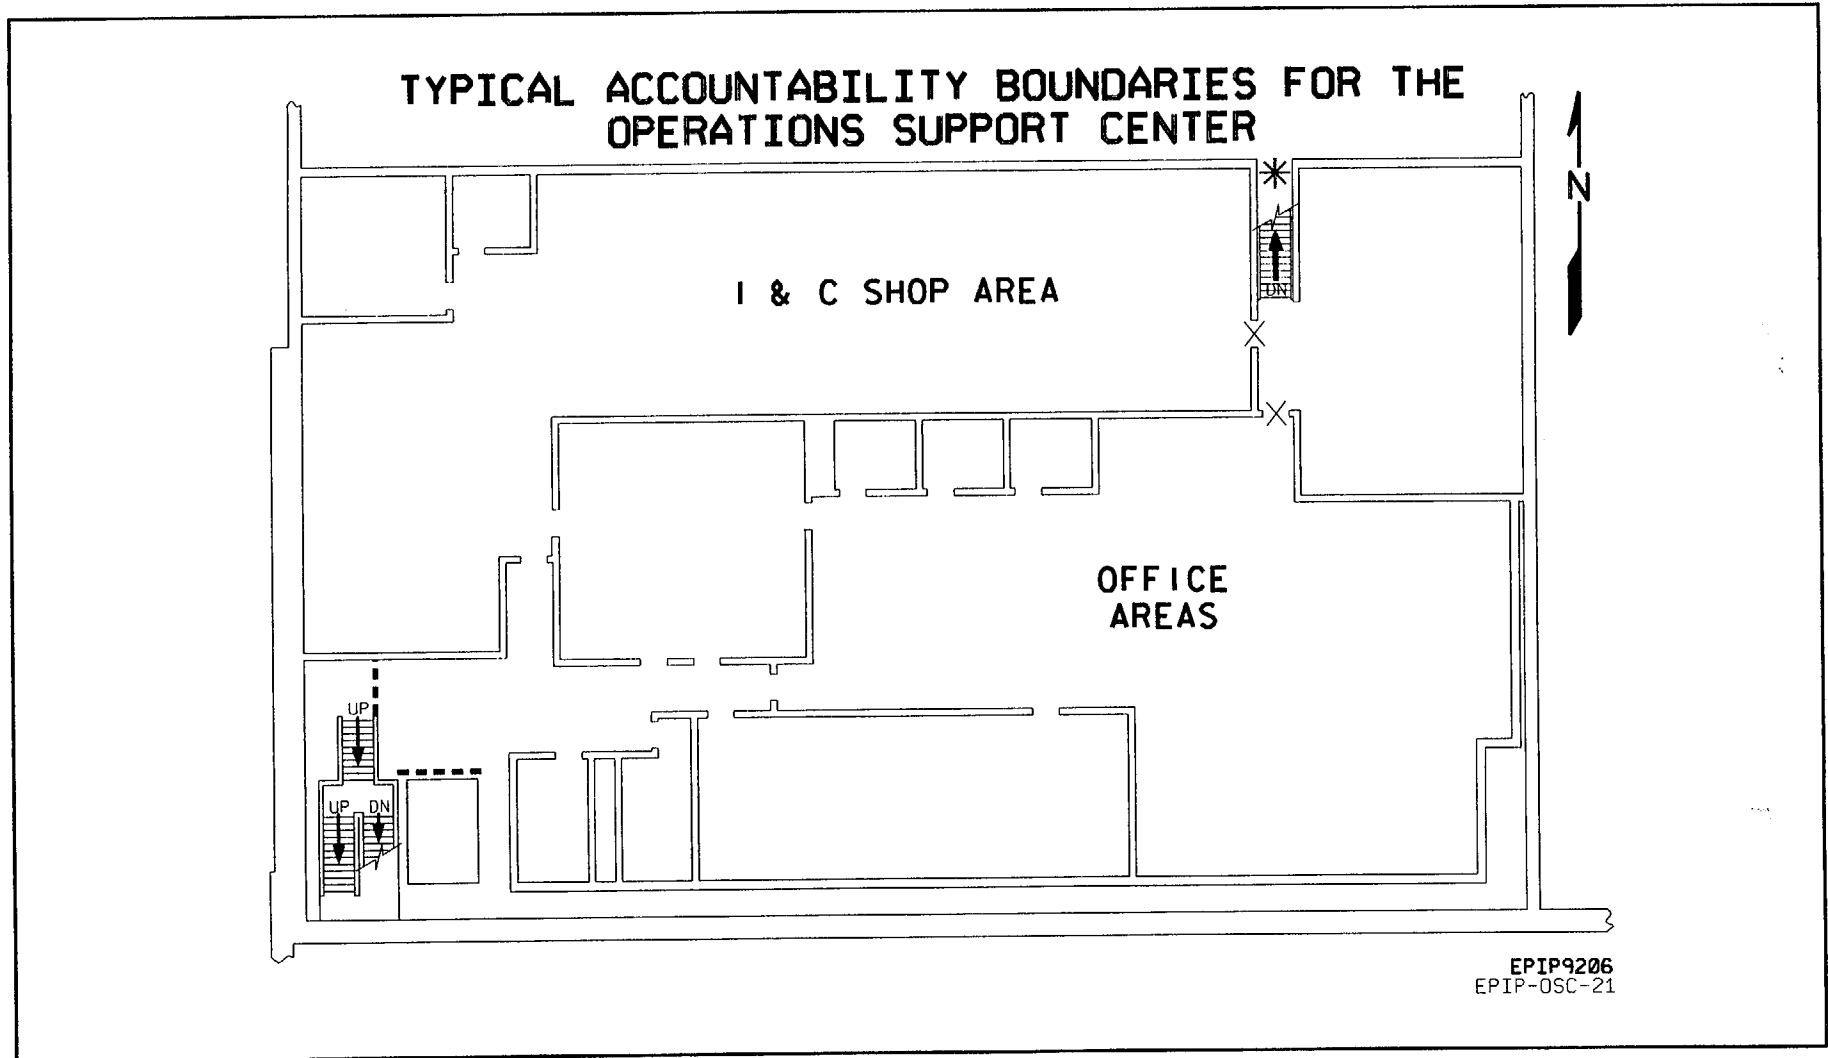 TYPICAL ACCOUNTABILITY BOUNDARIES FOR THE
OPERATIONS SUPPORT CENTER
N
DN
I & C SHOP AREA
OFFICE
AREAS
UP
UP DN
EPIP9206
EPIP-OSC-21